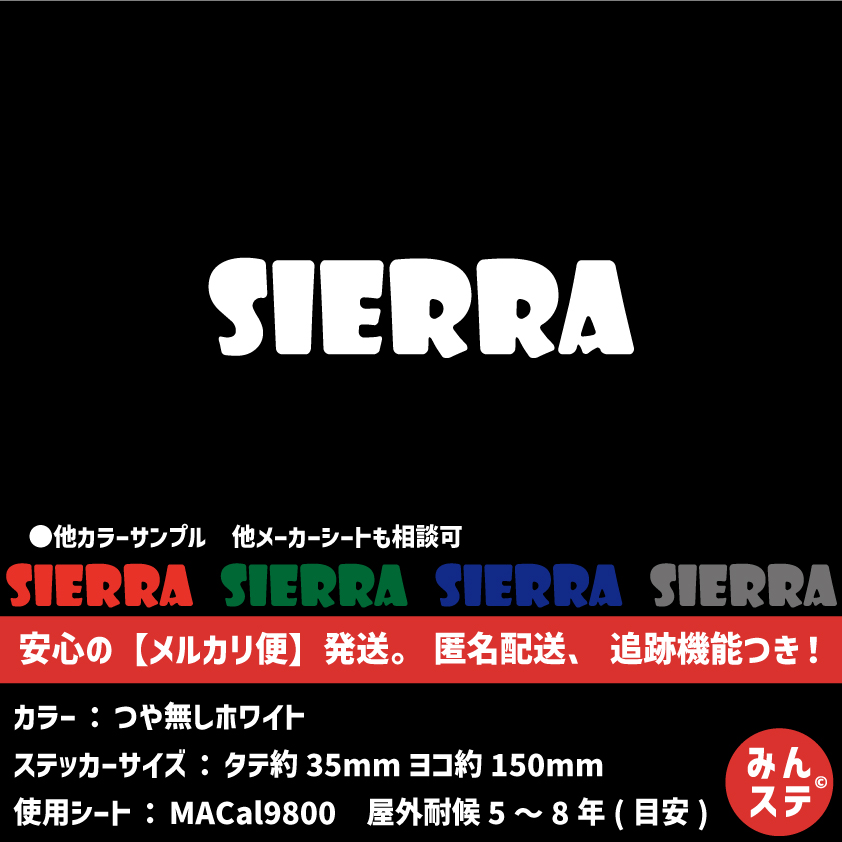 SIERRA
●他カラーサンプル 他メーカーシートも相談可
SIERRA SIERRA SIERRA SIERRA
安心の【メルカリ便】発送。 匿名配送、 追跡機能つき!
カラー : つや無しホワイト
ステッカーサイズ : タテ約 35mm ヨコ約 150mm
使用シート : MACal9800 屋外耐候 5 〜 8 年 ( 目安 )
みん
ステ©